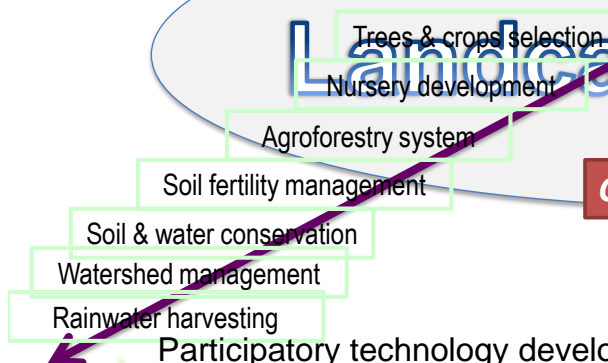 Trees & crops selection
Nursery development
Agroforestry system
Soil fertility management
Soil & water conservation
Watershed management
Rainwater harvesting
Participatory technology